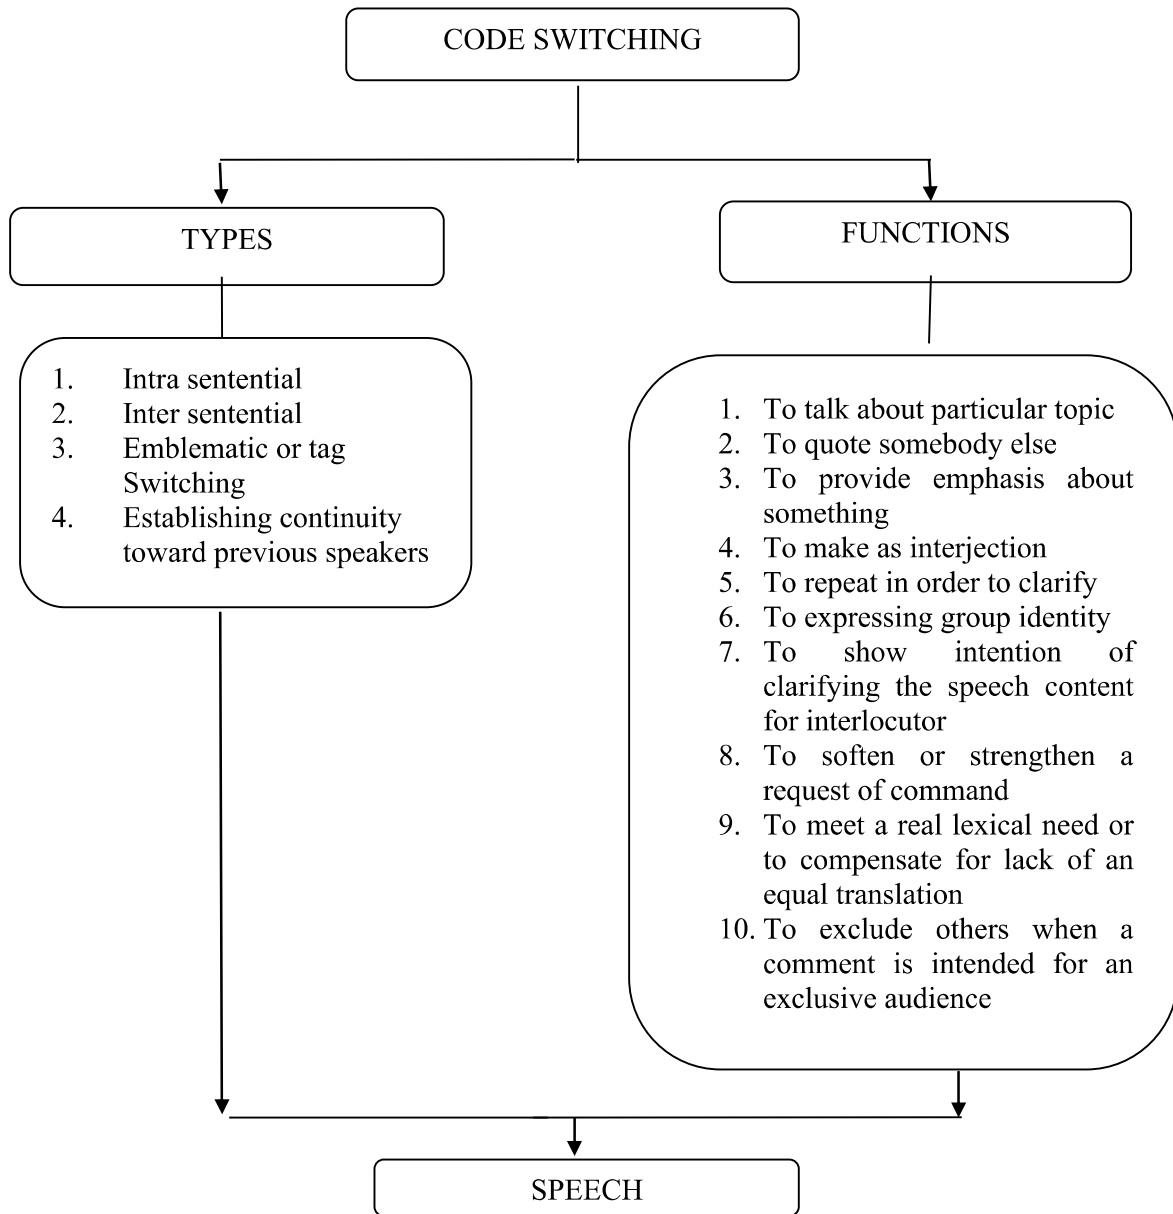 CODE SWITCHING
TYPES
FUNCTIONS
1. Intra sentential
2. Inter sentential
3. Emblematic or tag
Switching
4. Establishing continuity
toward previous speakers
1. To talk about particular topic
2. To quote somebody else
3. To provide emphasis about
something
4. To make as interjection
5. To repeat in order to clarify
6. To expressing group identity
7. To show intention of
clarifying the speech content
for interlocutor
8. To soften or strengthen a
request of command
9. To meet a real lexical need or
to compensate for lack of an
equal translation
10. To exclude others when a
comment is intended for an
exclusive audience
SPEECH